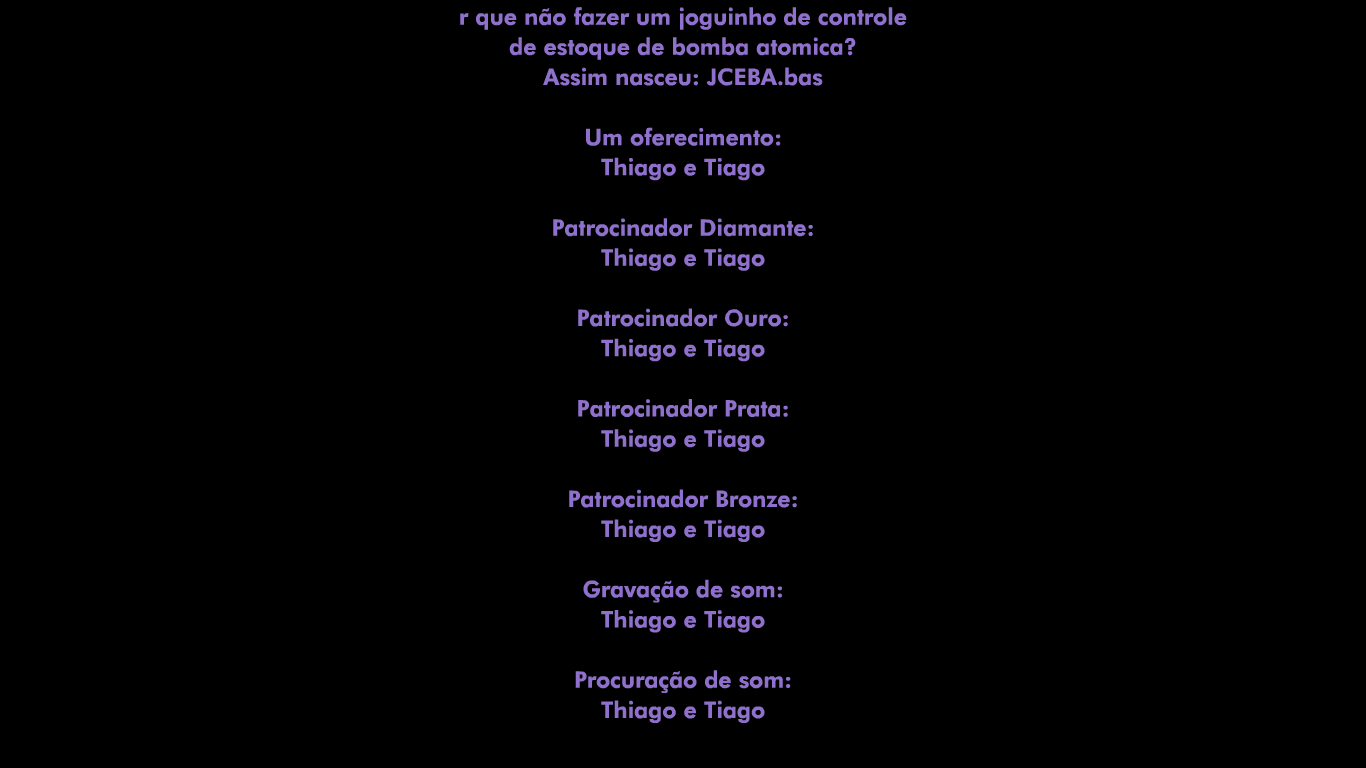 r que não fazer um joguinho de controle
de estoque de bomba atomica?
Assim nasceu: JCEBA.bas
Um oferecimento:
Thiago e Tiago
Patrocinador Diamante:
Thiago e Tiago
Patrocinador Ouro:
Thiago e Tiago
Patrocinador Prata:
Thiago e Tiago
Patrocinador Bronze:
Thiago e Tiago
Gravação de som:
Thiago e Tiago
Procuração de som:
Thiago e Tiago